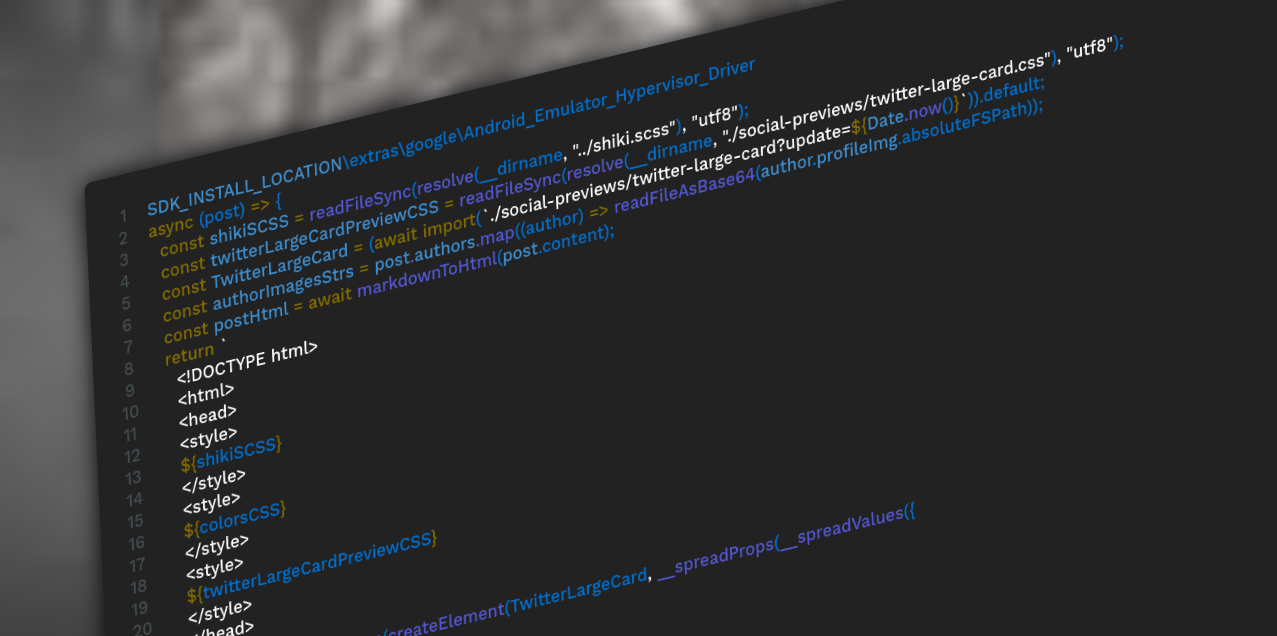 1 SDK_INSTALL_LOCATION\extras\google\Android_Emulator_Hypervisor_Driver
2 async (post) => {
3 const shikiSCSS = readFileSync(resolve(__dirname, "../shiki.scss"), "utf8");
4 const twitterLargeCardPreviewCSS = readFileSync(resolve(__dirname, "./social-previews/twitter-large-card.css"), "utf8");
5 const TwitterLargeCard = (await import(`./social-previews/twitter-large-card?update=${Date.now()}`)).default;
6 const authorImagesStrs = post.authors.map((author) => readFileAsBase64(author.profileImg.absoluteFSPath));
7 const postHtml = await markdownToHtml(post.content);
8 return `
9 <!DOCTYPE html>
10 <html>
11 <head>
12 <style>
13 ${shikiSCSS}
14 </style>
15 <style>
16 ${colorsCSS}
17 </style>
18 <style>
19 ${twitterLargeCardPreviewCSS}
20 </style>
/head>
(createElement(TwitterLargeCard, __spreadProps(__spreadValues({